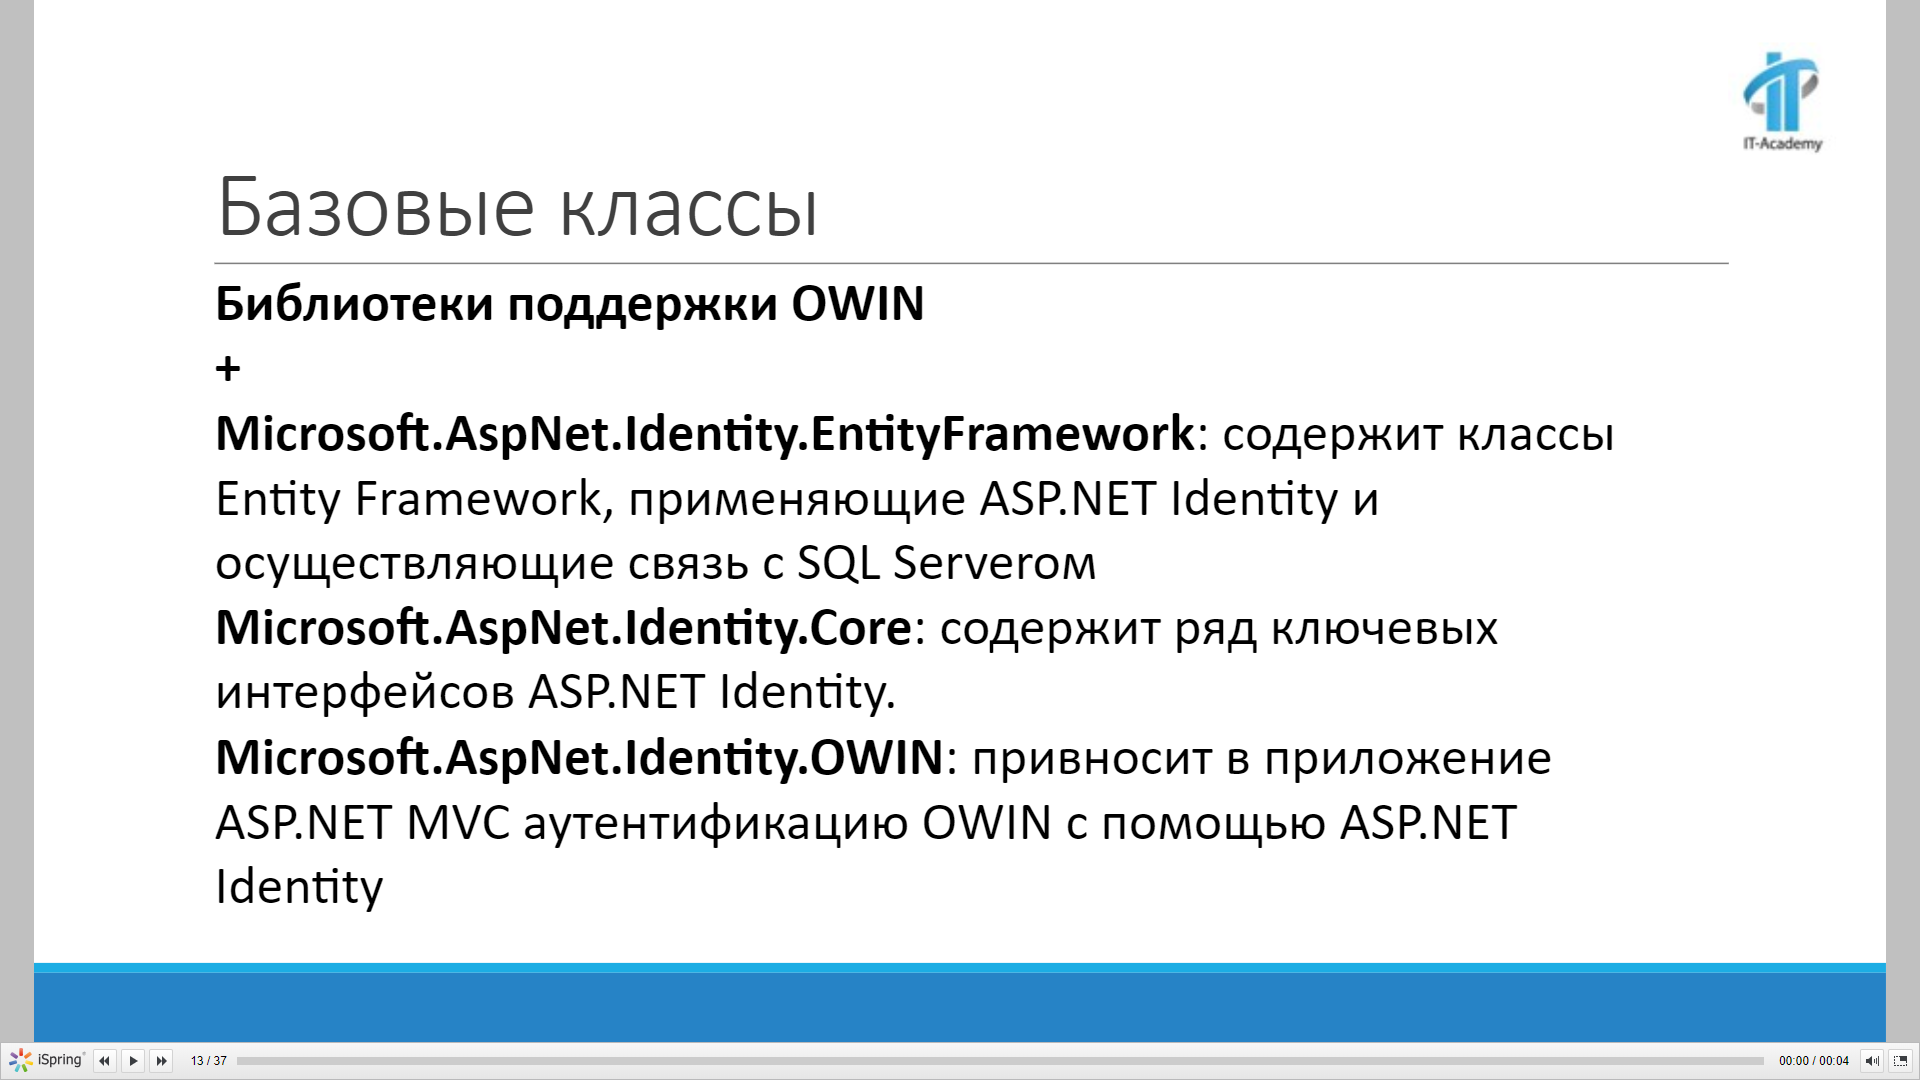 IT-Academy
Базовые классы
Библиотеки поддержки OWIN
+
Microsoft.AspNet.Identity.EntityFramework: содержит классы
Entity Framework, применяющие ASP.NET Identity и
осуществляющие связь с SQL Serverом
Microsoft.AspNet.Identity.Core: содержит ряд ключевых
интерфейсов ASP.NET Identity.
Microsoft.AspNet.Identity.OWIN: привносит в приложение
ASP.NET MVC аутентификацию OWIN с помощью ASP.NET
Identity
iSpring 13 / 37 00:00 / 00:04